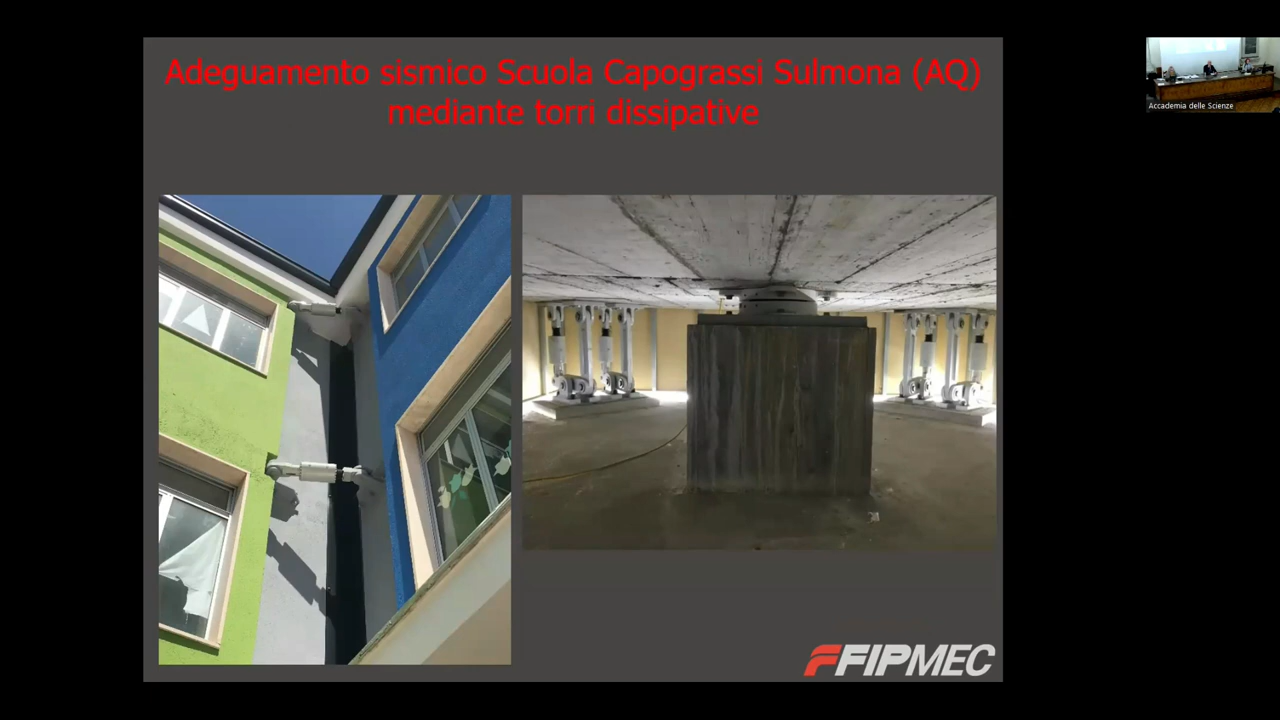 Adeguamento sismico Scuola Capograssi Sulmona (AQ)
mediante torri dissipative
Accademia delle Scienze
FIPMEC